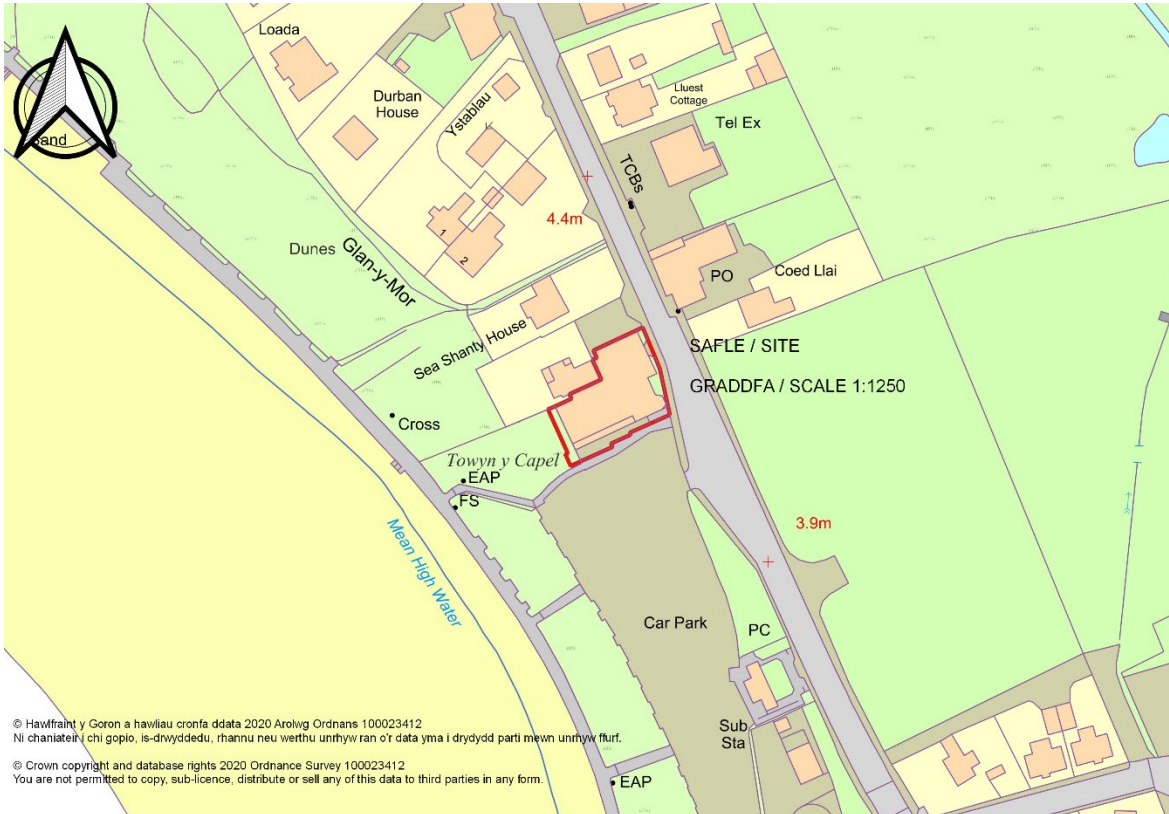 Loada
Durban
House
Ystablau
Lluest
Cottage
Tel Ex
Sand
TCBs
4.4m
Dunes
Glan-y-Mor
1
2
PO
Coed Llai
Sea Shanty House
SAFLE / SITE
GRADDFA / SCALE 1:1250
Cross
Towyn y Capel
EAP
FS
Mean High Water
3.9m
Car Park
PC
Sub
Sta
EAP
© Hawlfraint y Goron a hawliau cronfa ddata 2020 Arolwg Ordnans 100023412
Ni chaniateir i chi gopio, is-drwyddedu, rhannu neu werthu unrhyw ran o'r data yma i drydydd parti mewn unrhyw ffurf.
© Crown copyright and database rights 2020 Ordnance Survey 100023412
You are not permitted to copy, sub-licence, distribute or sell any of this data to third parties in any form.